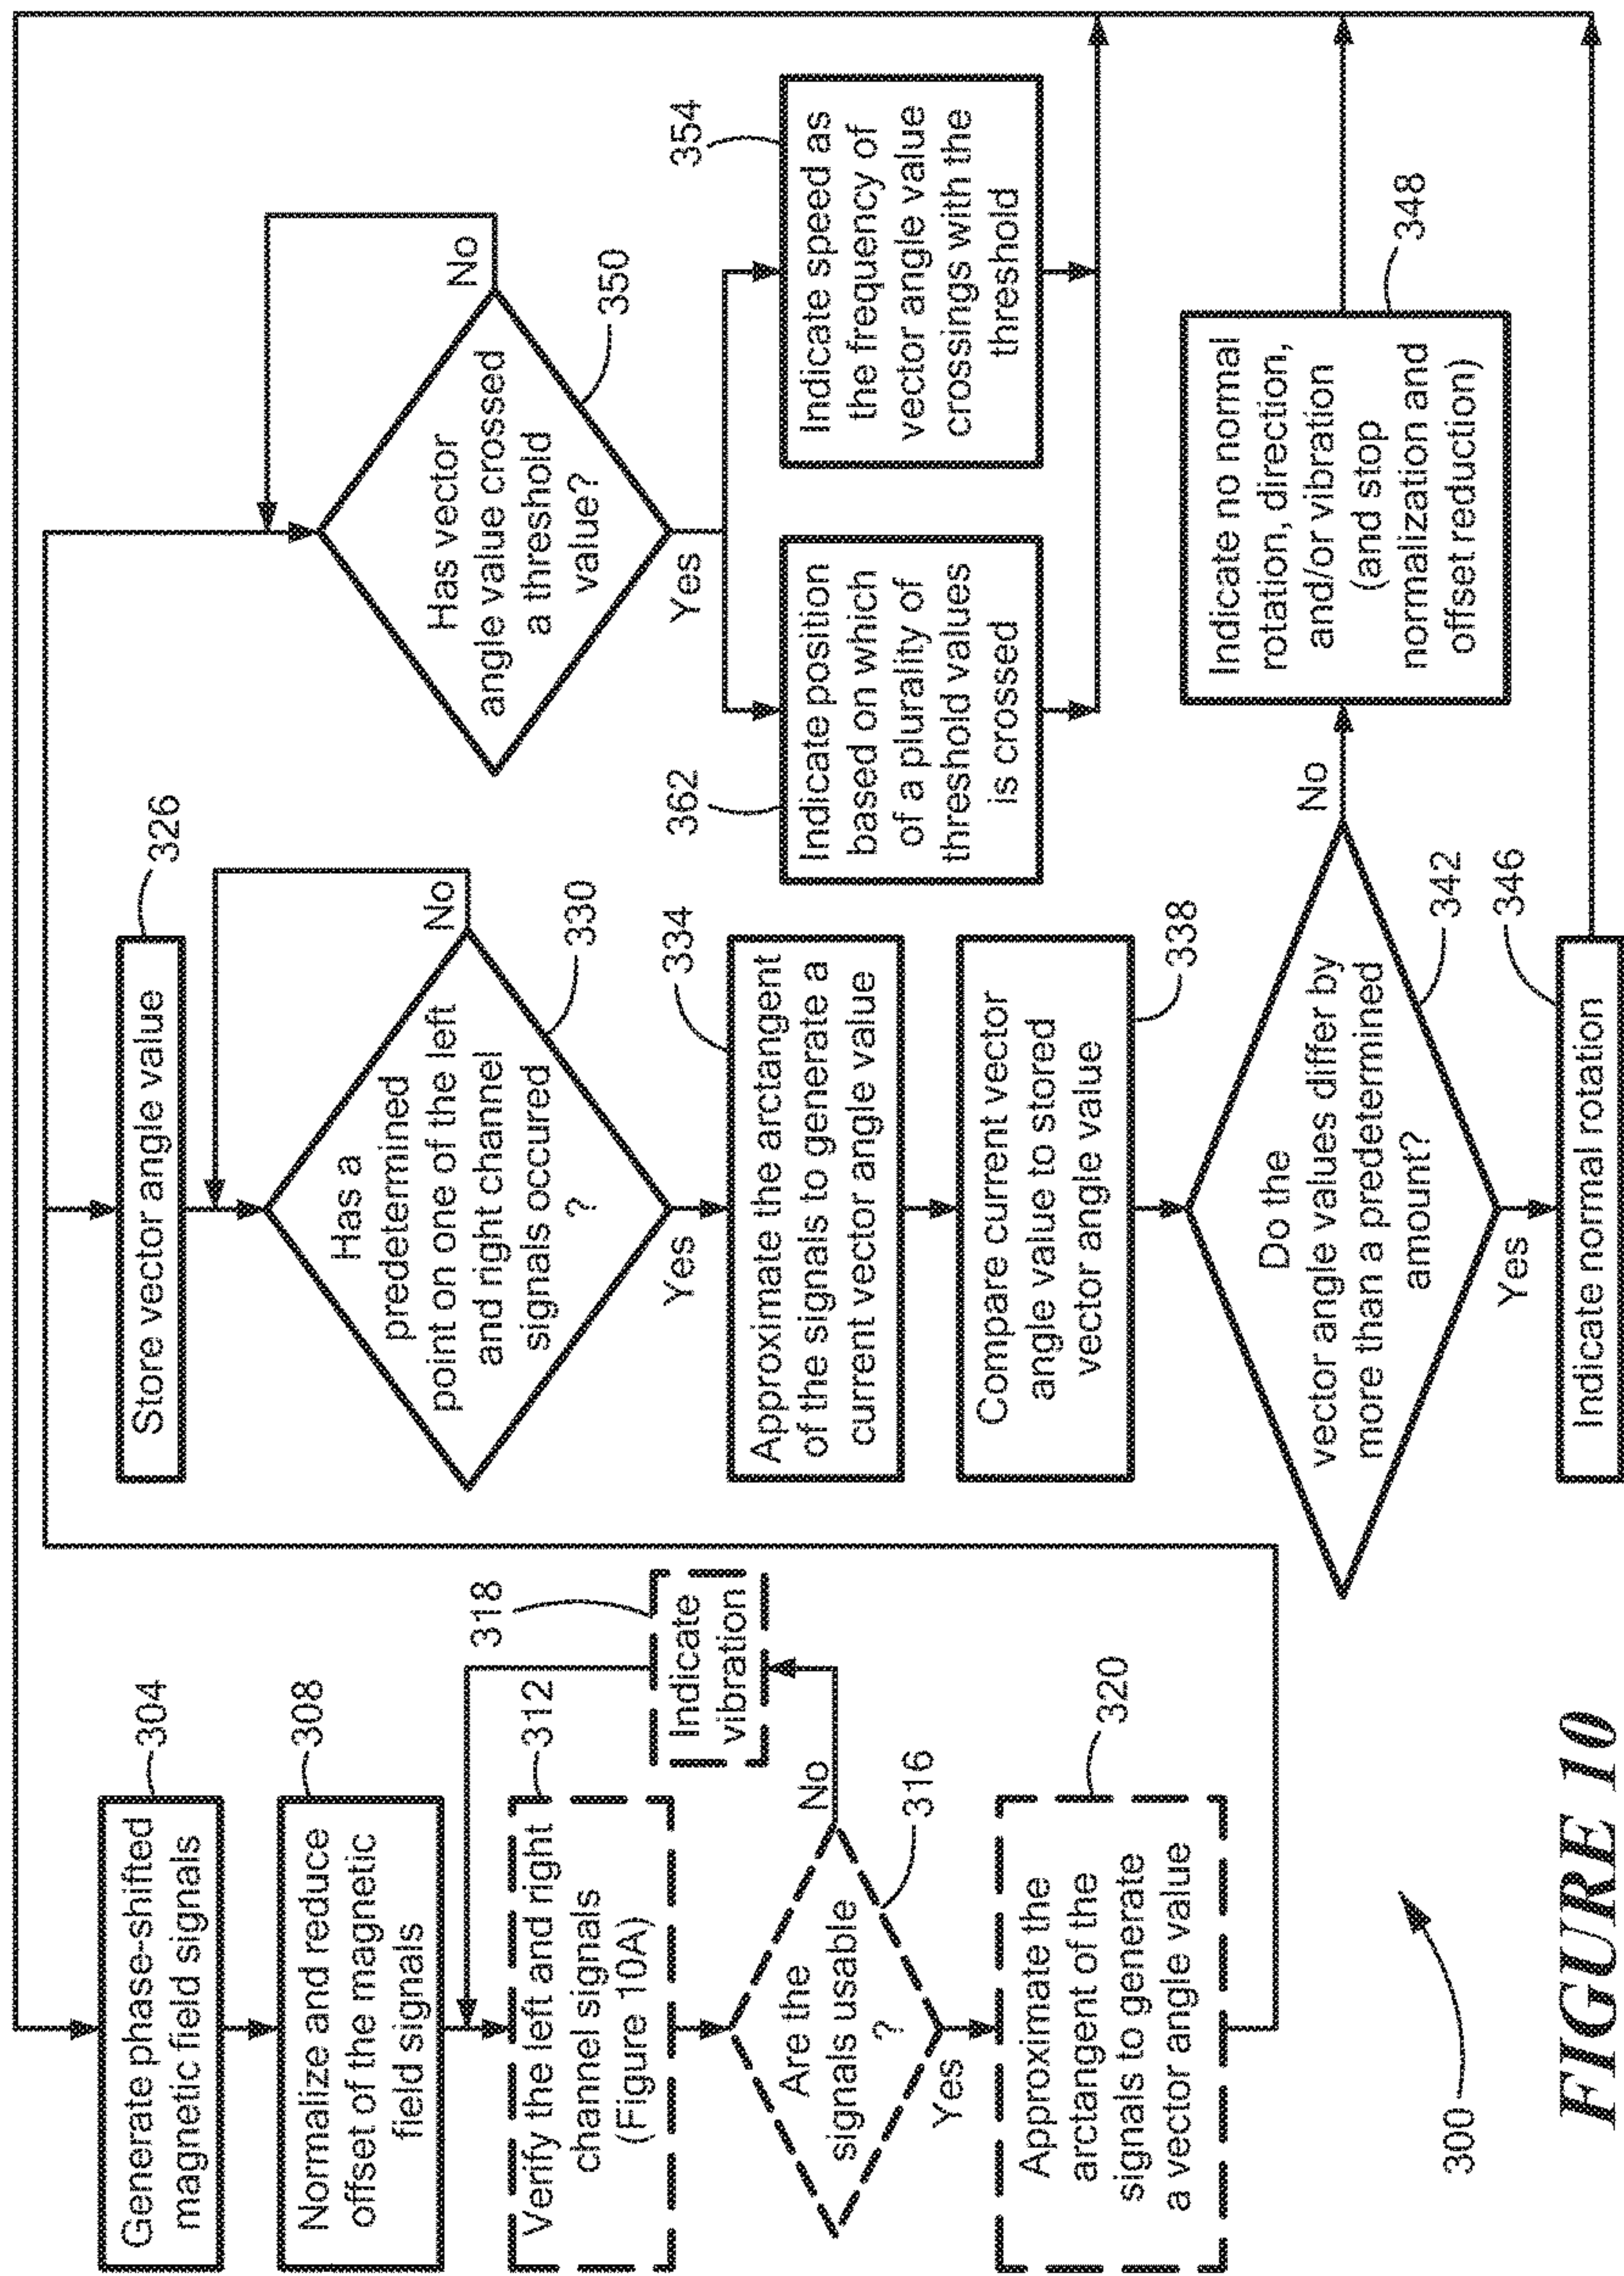 Generate phase-shifted
magnetic field signals
304
Normalize and reduce
offset of the magnetic
field signals
308
Verify the left and right
channel signals
(Figure 10A)
312
Indicate
vibration
318
Are the
signals usable
?
316
No
Yes
Approximate the
arctangent of the
signals to generate
a vector angle value
320
Store vector angle value
326
Has a
predetermined
point on one of the left
and right channel
signals occured
?
330
No
Yes
Approximate the arctangent
of the signals to generate a
current vector angle value
334
Compare current vector
angle value to stored
vector angle value
338
Do the
vector angle values differ by
more than a predetermined
amount?
342
No
Yes
Indicate normal rotation
346
Has vector
angle value crossed
a threshold
value?
350
No
Yes
362
Indicate position
based on which
of a plurality of
threshold values
is crossed
354
Indicate speed as
the frequency of
vector angle value
crossings with the
threshold
Indicate no normal
rotation, direction,
and/or vibration
(and stop
normalization and
offset reduction)
348
300
FIGURE 10